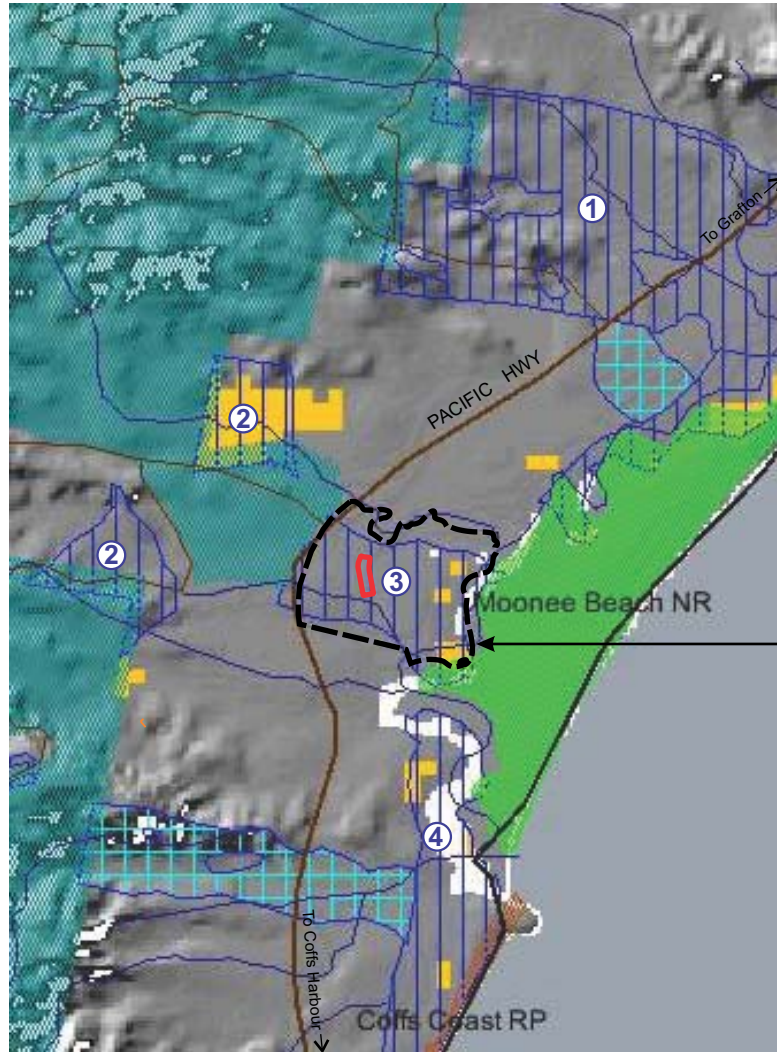 1
To Grafton →
PACIFIC HWY
2
2
3
Moonee Beach NR
4
To Coffs Harbour →
Coffs Coast RP